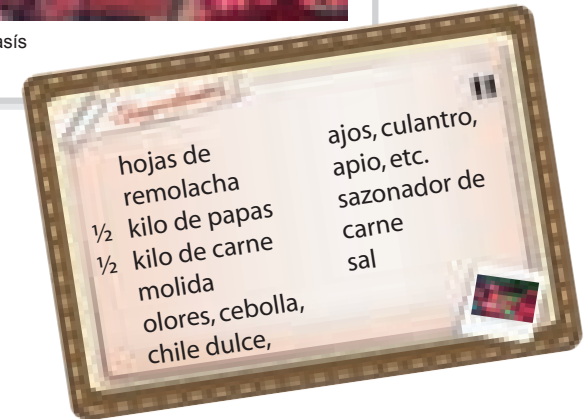 asís
hojas de
remolacha
½ kilo de papas
½ kilo de carne
molida
olores, cebolla,
chile dulce,
ajos, culantro,
apio, etc.
sazonador de
carne
sal